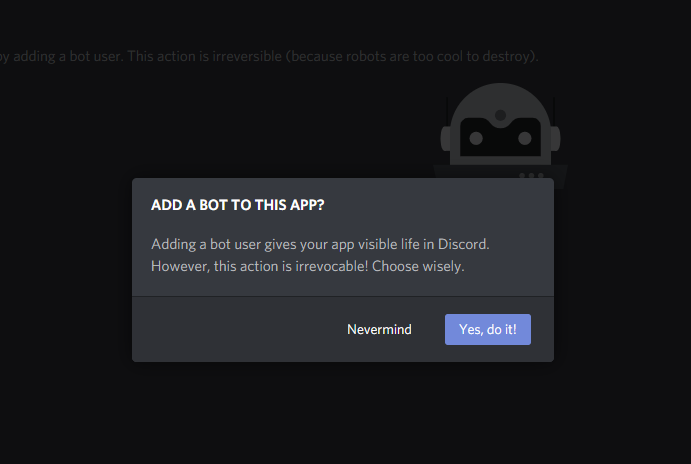 by adding a bot user. This action is irreversible (because robots are too cool to destroy).
ADD A BOT TO THIS APP?
Adding a bot user gives your app visible life in Discord.
However, this action is irrevocable! Choose wisely.
Nevermind
Yes, do it!